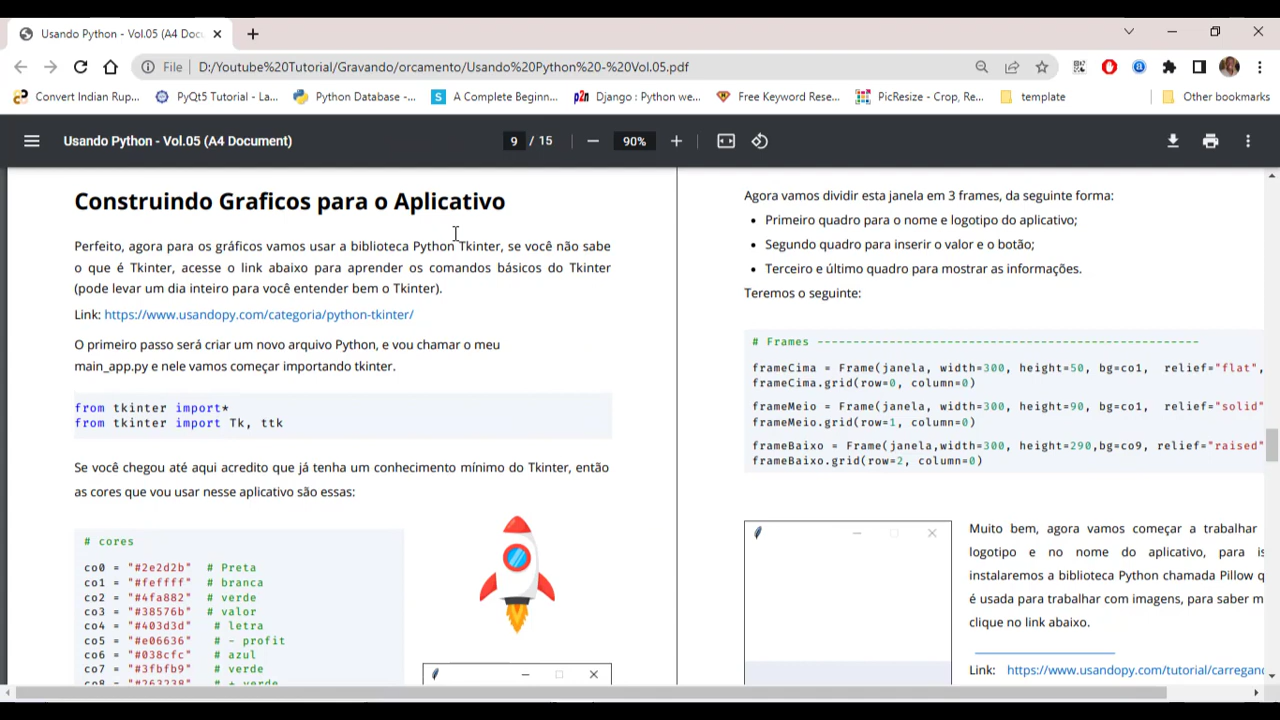 Usando Python - Vol.05 (A4 Docu
File D:/Youtube%20Tutorial/Gravando/orcamento/Usando%20Python%20-%20Vol.05.pdf
Convert Indian Rup... PyQt5 Tutorial - La... Python Database -... A Complete Beginn... Django : Python we... Free Keyword Rese... PicResize - Crop, Re... template Other bookmarks
Usando Python - Vol.05 (A4 Document) 9 / 15 90%
Construindo Graficos para o Aplicativo
Perfeito, agora para os gráficos vamos usar a biblioteca Python Tkinter, se você não sabe
o que é Tkinter, acesse o link abaixo para aprender os comandos básicos do Tkinter
(pode levar um dia inteiro para você entender bem o Tkinter).
Link: https://www.usandopy.com/categoria/python-tkinter/
O primeiro passo será criar um novo arquivo Python, e vou chamar o meu
main_app.py e nele vamos começar importando tkinter.
from tkinter import*
from tkinter import Tk, ttk
Se você chegou até aqui acredito que já tenha um conhecimento mínimo do Tkinter, então
as cores que vou usar nesse aplicativo são essas:
# cores
co0 = "#2e2d2b" # Preta
co1 = "#feffff" # branca
co2 = "#4fa882" # verde
co3 = "#38576b" # valor
co4 = "#403d3d" # letra
co5 = "#e06636" # - profit
co6 = "#038cfc" # azul
co7 = "#3fbfb9" # verde
co8 = "#263238" # + verde
Agora vamos dividir esta janela em 3 frames, da seguinte forma:
• Primeiro quadro para o nome e logotipo do aplicativo;
• Segundo quadro para inserir o valor e o botão;
• Terceiro e último quadro para mostrar as informações.
Teremos o seguinte:
# Frames ----------------------------------------------------
frameCima = Frame(janela, width=300, height=50, bg=co1, relief="flat",
frameCima.grid(row=0, column=0)
frameMeio = Frame(janela, width=300, height=90, bg=co1, relief="solid"
frameMeio.grid(row=1, column=0)
frameBaixo = Frame(janela,width=300, height=290,bg=co9, relief="raised"
frameBaixo.grid(row=2, column=0)
Muito bem, agora vamos começar a trabalhar
logotipo e no nome do aplicativo, para is
instalaremos a biblioteca Python chamada Pillow q
é usada para trabalhar com imagens, para saber m
clique no link abaixo.
Link: https://www.usandopy.com/tutorial/carregand